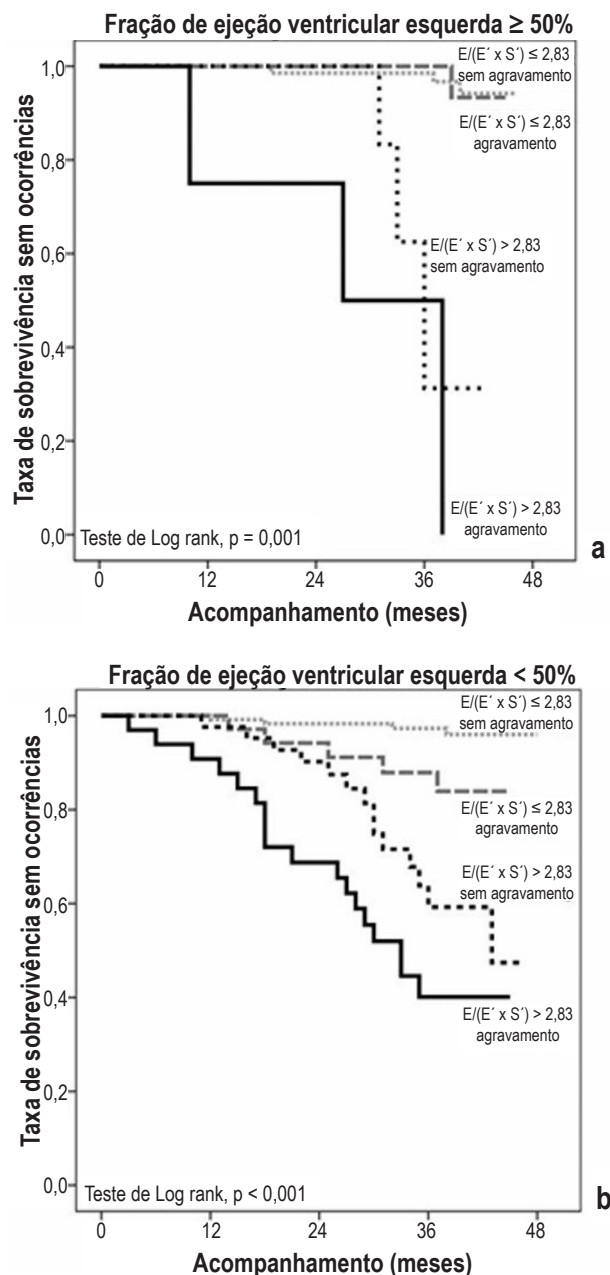 Fração de ejeção ventricular esquerda ≥ 50%
Taxa de sobrevivência sem ocorrências
1,0
0,8
0,6
0,4
0,2
0,0
E/(E´ x S´) ≤ 2,83
sem agravamento
E/(E´ x S´) ≤ 2,83
agravamento
E/(E´ x S´) > 2,83
sem agravamento
E/(E´ x S´) > 2,83
agravamento
Teste de Log rank, p = 0,001
0 12 24 36 48
Acompanhamento (meses)
a
Fração de ejeção ventricular esquerda < 50%
Taxa de sobrevivência sem ocorrências
1,0
0,8
0,6
0,4
0,2
0,0
E/(E´ x S´) ≤ 2,83
sem agravamento
E/(E´ x S´) ≤ 2,83
agravamento
E/(E´ x S´) > 2,83
sem agravamento
E/(E´ x S´) > 2,83
agravamento
Teste de Log rank, p < 0,001
0 12 24 36 48
Acompanhamento (meses)
b